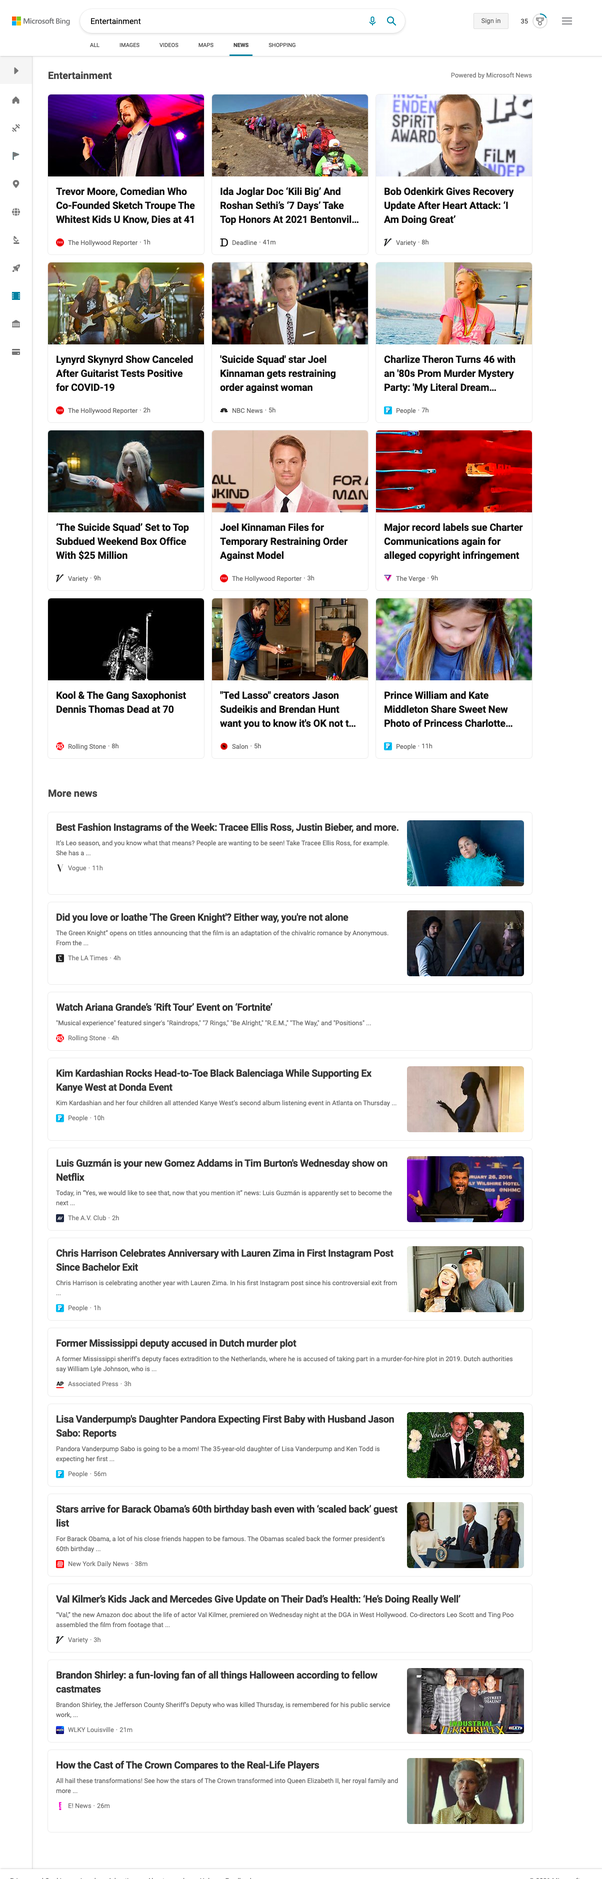 Microsoft Bing
Entertainment
Sign in
35
ALL
IMAGES
VIDEOS
MAPS
NEWS
SHOPPING
Entertainment
Powered by Microsoft News
Trevor Moore, Comedian Who
Co-Founded Sketch Troupe The
Whitest Kids U Know, Dies at 41
The Hollywood Reporter · 1h
Ida Joglar Doc ‘Kili Big’ And
Roshan Sethi’s ‘7 Days’ Take
Top Honors At 2021 Bentonvil...
Deadline · 41m
INDEPEN
SPIRIT
AWARD
IFC
FILM
INDEP
Bob Odenkirk Gives Recovery
Update After Heart Attack: ‘I
Am Doing Great’
Variety · 8h
Lynyrd Skynyrd Show Canceled
After Guitarist Tests Positive
for COVID-19
The Hollywood Reporter · 2h
'Suicide Squad' star Joel
Kinnaman gets restraining
order against woman
NBC News · 5h
Charlize Theron Turns 46 with
an '80s Prom Murder Mystery
Party: 'My Literal Dream...
People · 7h
‘The Suicide Squad’ Set to Top
Subdued Weekend Box Office
With $25 Million
Variety · 9h
ALL
KIND
FOR
MAN
Joel Kinnaman Files for
Temporary Restraining Order
Against Model
The Hollywood Reporter · 3h
Major record labels sue Charter
Communications again for
alleged copyright infringement
The Verge · 9h
Kool & The Gang Saxophonist
Dennis Thomas Dead at 70
Rolling Stone · 8h
"Ted Lasso" creators Jason
Sudeikis and Brendan Hunt
want you to know it's OK not t...
Salon · 5h
Prince William and Kate
Middleton Share Sweet New
Photo of Princess Charlotte...
People · 11h
More news
Best Fashion Instagrams of the Week: Tracee Ellis Ross, Justin Bieber, and more.
It's Leo season, and you know what that means? People are wanting to be seen! Take Tracee Ellis Ross, for example.
She has a ...
Vogue · 11h
Did you love or loathe 'The Green Knight'? Either way, you're not alone
The Green Knight" opens on titles announcing that the film is an adaptation of the chivalric romance by Anonymous.
From the ...
The LA Times · 4h
Watch Ariana Grande’s ‘Rift Tour’ Event on ‘Fortnite’
"Musical experience" featured singer's "Raindrops," "7 Rings," "Be Alright," "R.E.M.," "The Way," and "Positions" ...
Rolling Stone · 4h
Kim Kardashian Rocks Head-to-Toe Black Balenciaga While Supporting Ex
Kanye West at Donda Event
Kim Kardashian and her four children all attended Kanye West's second album listening event in Atlanta on Thursday ...
People · 10h
Luis Guzmán is your new Gomez Addams in Tim Burton's Wednesday show on
Netflix
Today, in “Yes, we would like to see that, now that you mention it” news: Luis Guzmán is apparently set to become the
next ...
The A.V. Club · 2h
Chris Harrison Celebrates Anniversary with Lauren Zima in First Instagram Post
Since Bachelor Exit
Chris Harrison is celebrating another year with Lauren Zima. In his first Instagram post since his controversial exit from
...
People · 1h
Former Mississippi deputy accused in Dutch murder plot
A former Mississippi sheriff's deputy faces extradition to the Netherlands, where he is accused of taking part in a murder-for-hire plot in 2019. Dutch authorities
say William Lyle Johnson, who is ...
AP Associated Press · 3h
Lisa Vanderpump's Daughter Pandora Expecting First Baby with Husband Jason
Sabo: Reports
Pandora Vanderpump Sabo is going to be a mom! The 35-year-old daughter of Lisa Vanderpump and Ken Todd is
expecting her first ...
People · 56m
Stars arrive for Barack Obama’s 60th birthday bash even with ‘scaled back’ guest
list
For Barack Obama, a lot of his close friends happen to be famous. The Obamas scaled back the former president's
60th birthday ...
New York Daily News · 38m
Val Kilmer’s Kids Jack and Mercedes Give Update on Their Dad’s Health: ‘He’s Doing Really Well’
"Val," the new Amazon doc about the life of actor Val Kilmer, premiered on Wednesday night at the DGA in West Hollywood. Co-directors Leo Scott and Ting Poo
assembled the film from footage that ...
Variety · 3h
Brandon Shirley: a fun-loving fan of all things Halloween according to fellow
castmates
Brandon Shirley, the Jefferson County Sheriff's Deputy who was killed Thursday, is remembered for his public service
work, ...
WLKY Louisville · 21m
How the Cast of The Crown Compares to the Real-Life Players
All hail these transformations! See how the stars of The Crown transformed into Queen Elizabeth II, her royal family and
more ...
E! News · 26m